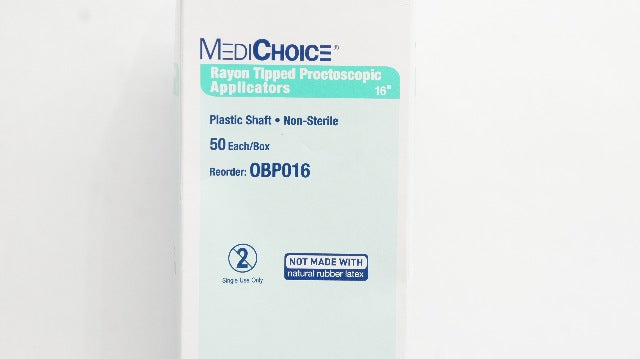 MEDICHOICE®
Rayon Tipped Proctoscopic
Applicators 16"
Plastic Shaft • Non-Sterile
50 Each/Box
Reorder: OBP016
2
Single Use Only
NOT MADE WITH
natural rubber latex